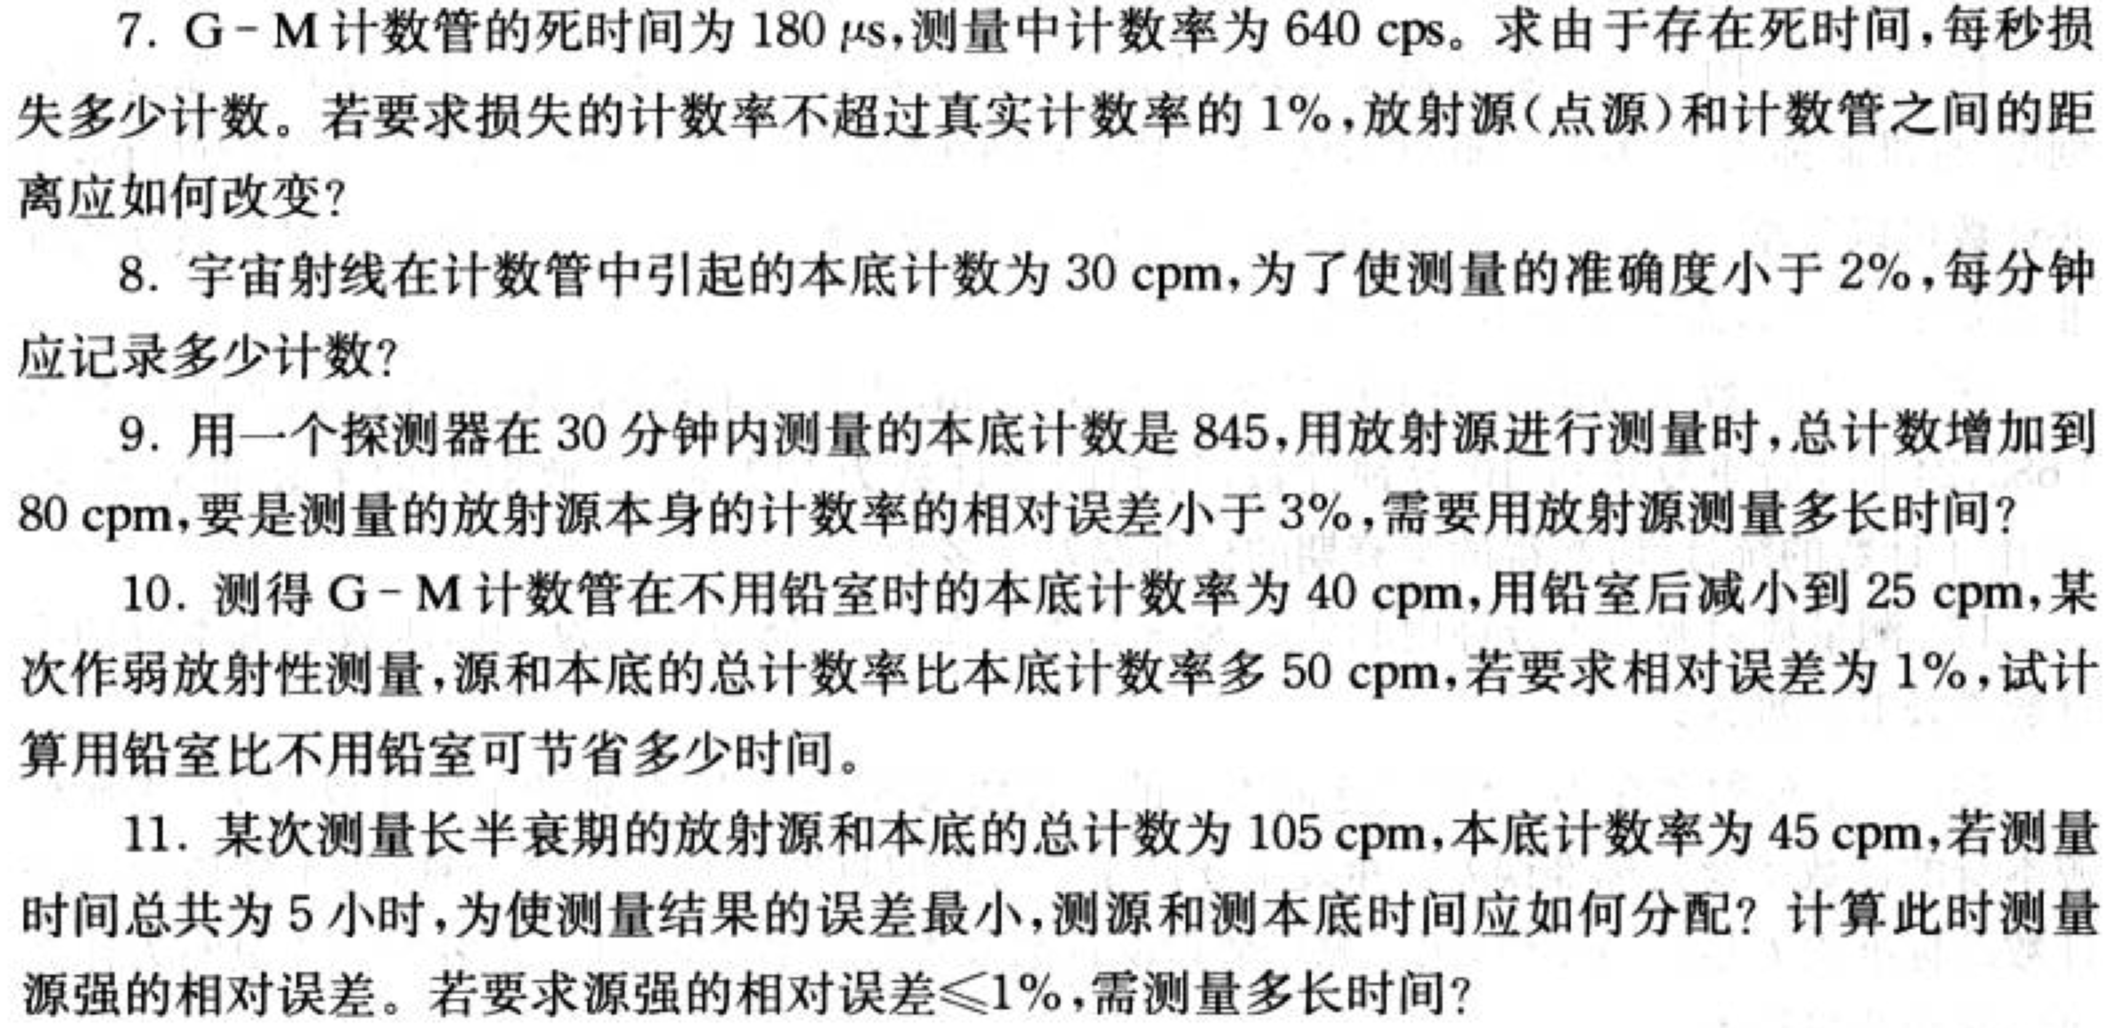 7. G-M计数管的死时间为 180 μs,测量中计数率为 640 cps。求由于存在死时间,每秒损
失多少计数。若要求损失的计数率不超过真实计数率的 1%,放射源(点源)和计数管之间的距
离应如何改变?
8. 宇宙射线在计数管中引起的本底计数为 30 cpm,为了使测量的准确度小于 2%,每分钟
应记录多少计数?
9. 用一个探测器在 30 分钟内测量的本底计数是 845,用放射源进行测量时,总计数增加到
80 cpm,要是测量的放射源本身的计数率的相对误差小于 3%,需要用放射源测量多长时间?
10. 测得 G-M计数管在不用铅室时的本底计数率为 40 cpm,用铅室后减小到 25 cpm,某
次作弱放射性测量,源和本底的总计数率比本底计数率多 50 cpm,若要求相对误差为 1%,试计
算用铅室比不用铅室可节省多少时间。
11. 某次测量长半衰期的放射源和本底的总计数为 105 cpm,本底计数率为 45 cpm,若测量
时间总共为 5 小时,为使测量结果的误差最小,测源和测本底时间应如何分配? 计算此时测量
源强的相对误差。若要求源强的相对误差≤1%,需测量多长时间?